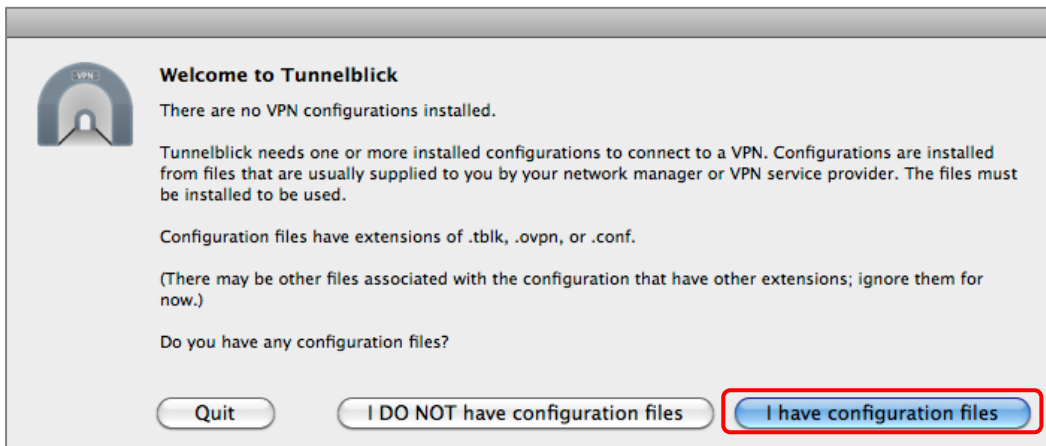 VPN
Welcome to Tunnelblick
There are no VPN configurations installed.
Tunnelblick needs one or more installed configurations to connect to a VPN. Configurations are installed
from files that are usually supplied to you by your network manager or VPN service provider. The files must
be installed to be used.
Configuration files have extensions of .tblk, .ovpn, or .conf.
(There may be other files associated with the configuration that have other extensions; ignore them for
now.)
Do you have any configuration files?
Quit
I DO NOT have configuration files
I have configuration files